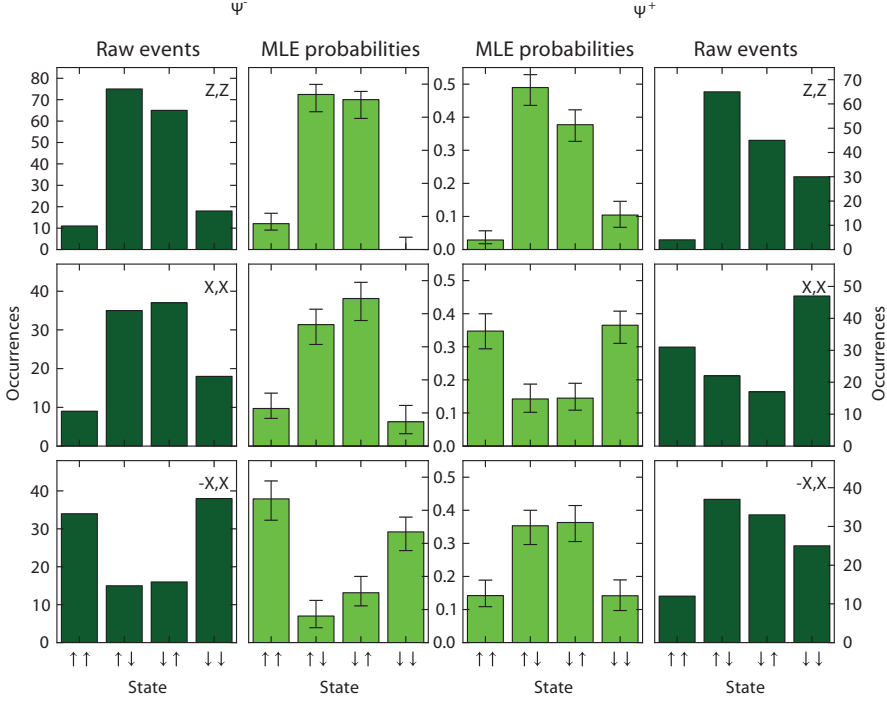 Ψ⁻ Ψ⁺
Raw events MLE probabilities MLE probabilities Raw events
Z,Z Z,Z
80 70 60 50 40 30 20 10 0
0.5 0.4 0.3 0.2 0.1 0.0
70 60 50 40 30 20 10 0
X,X X,X
40 30 20 10 0
0.5 0.4 0.3 0.2 0.1 0.0
50 40 30 20 10 0
Occurrences Occurrences
-X,X -X,X
40 30 20 10 0
0.5 0.4 0.3 0.2 0.1 0.0
40 30 20 10 0
↑↑ ↑↓ ↓↑ ↓↓ ↑↑ ↑↓ ↓↑ ↓↓ ↑↑ ↑↓ ↓↑ ↓↓ ↑↑ ↑↓ ↓↑ ↓↓
State State State State